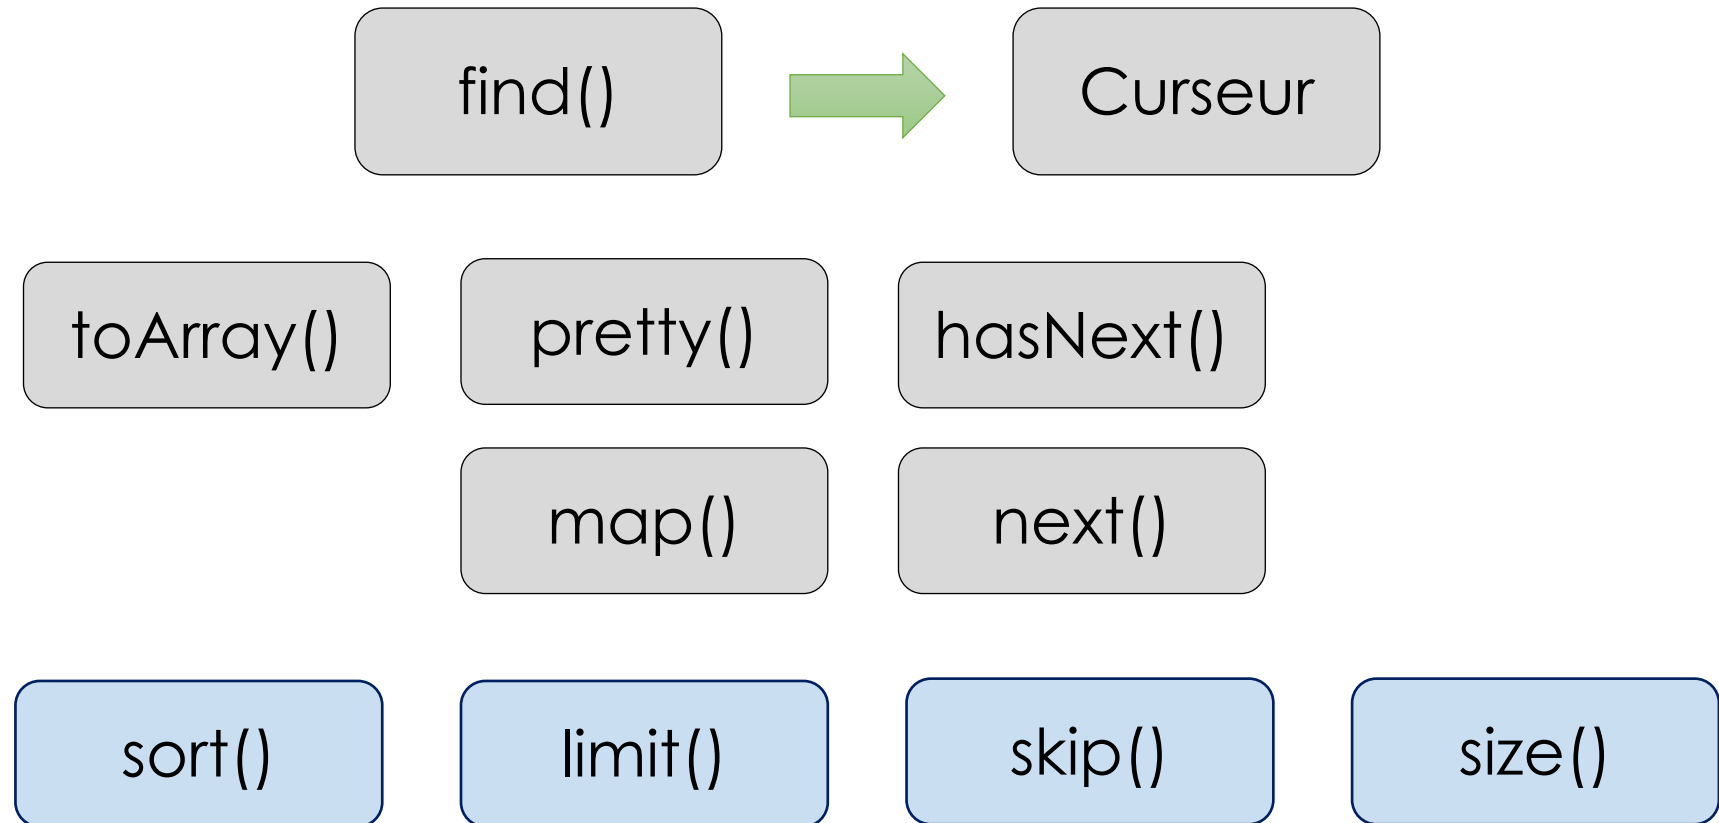 find() Curseur
toArray() pretty() hasNext()
map() next()
sort() limit() skip() size()